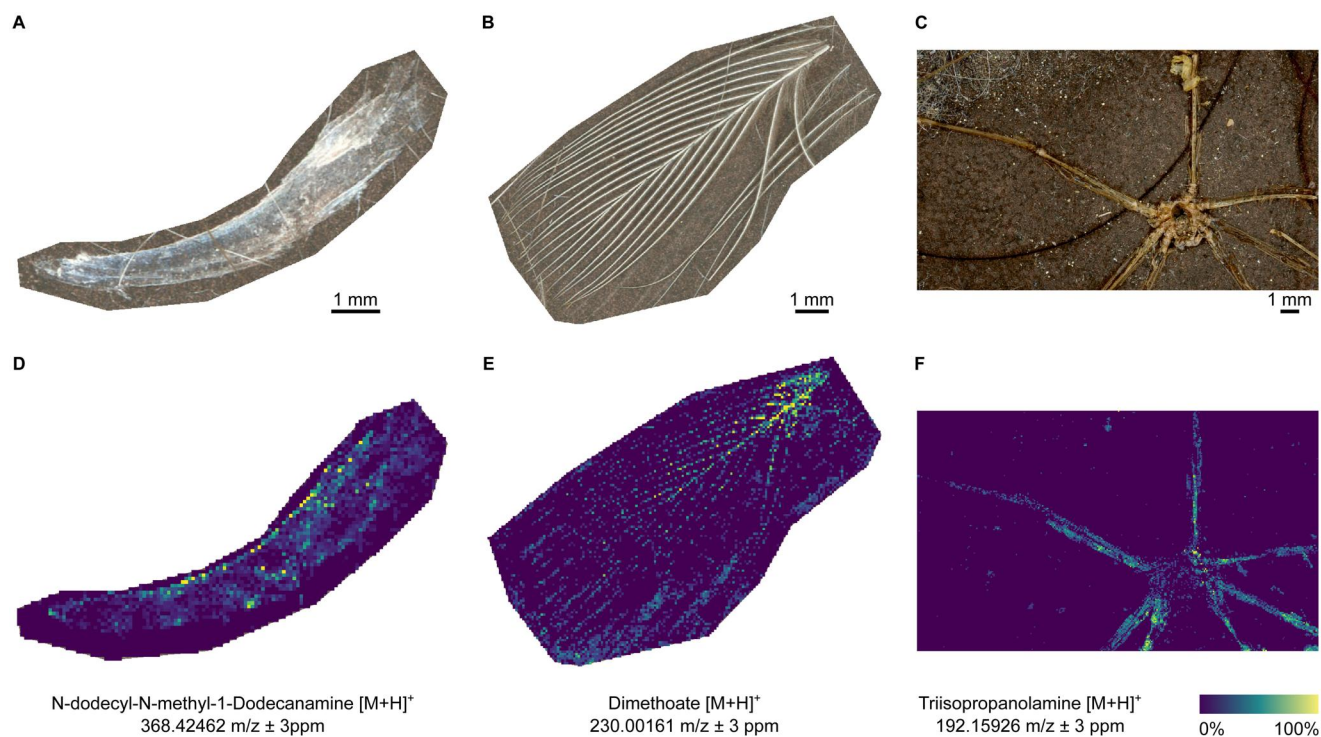 A
B
C
1 mm
1 mm
1 mm
D
E
F
N-dodecyl-N-methyl-1-Dodecanamine [M+H]⁺
368.42462 m/z ± 3ppm
Dimethoate [M+H]⁺
230.00161 m/z ± 3 ppm
Triisopropanolamine [M+H]⁺
192.15926 m/z ± 3 ppm
0%
100%